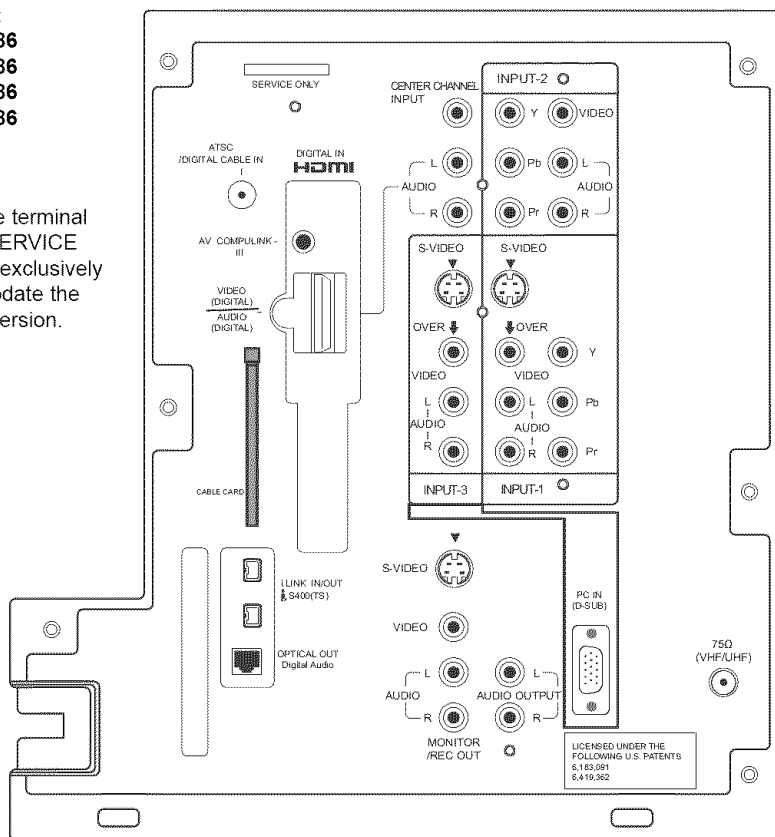 36
36
36
36
e terminal
ERVICE
exclusively
odate the
ersion.
SERVICE ONLY
ATSC
/DIGITAL CABLE IN
DIGITAL IN
HDMI
AV COMPULINK-
III
VIDEO
(DIGITAL)
AUDIO
(DIGITAL)
CABLE CARD
i.LINK IN/OUT
S400(TS)
OPTICAL OUT
Digital Audio
CENTER CHANNEL
INPUT
L
AUDIO
R
INPUT-2
Y VIDEO
Pb L
AUDIO
Pr R
S-VIDEO S-VIDEO
OVER OVER
Y
VIDEO VIDEO
L L Pb
AUDIO AUDIO
R R Pr
INPUT-3 INPUT-1
S-VIDEO
VIDEO
L L
AUDIO AUDIO OUTPUT
R R
MONITOR
/REC OUT
PC IN
(D-SUB)
75Ω
(VHF/UHF)
LICENSED UNDER THE
FOLLOWING U.S. PATENTS
6,183,091
6,419,362